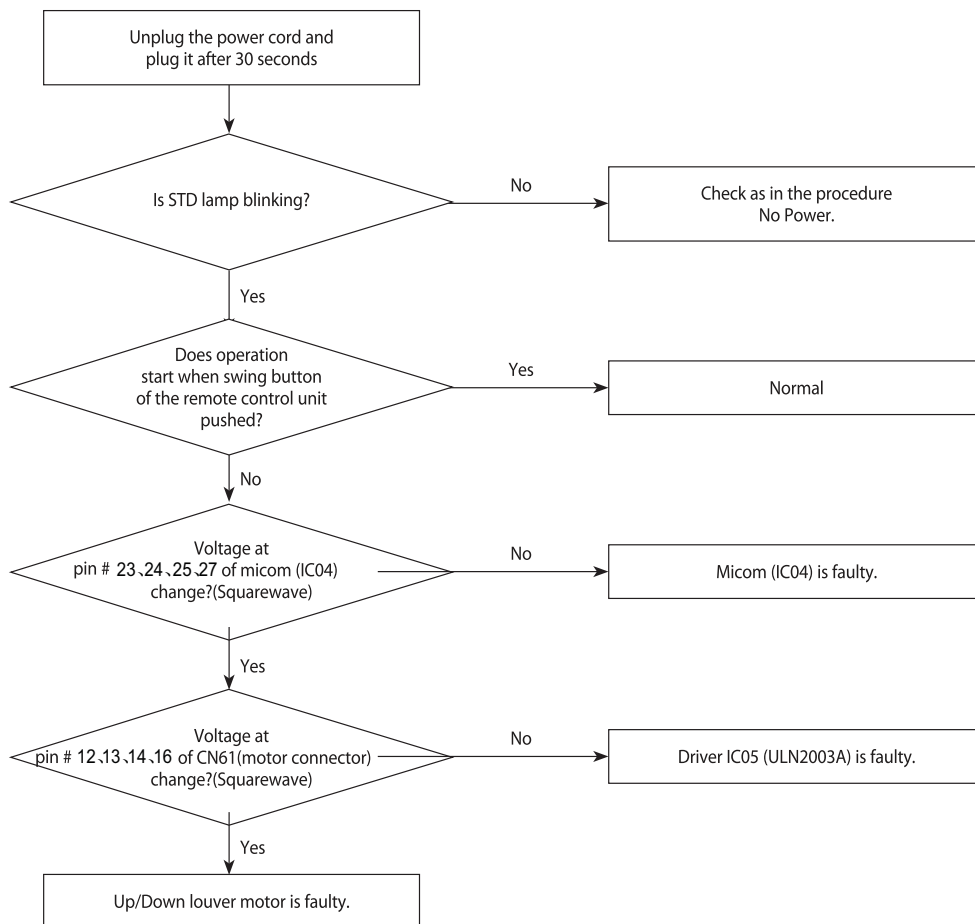 Unplug the power cord and
plug it after 30 seconds
Is STD lamp blinking?
No
Check as in the procedure
No Power.
Yes
Does operation
start when swing button
of the remote control unit
pushed?
Yes
Normal
No
Voltage at
pin # 23、24、25、27 of micom (IC04)
change?(Squarewave)
No
Micom (IC04) is faulty.
Yes
Voltage at
pin # 12、13、14、16 of CN61(motor connector)
change?(Squarewave)
No
Driver IC05 (ULN2003A) is faulty.
Yes
Up/Down louver motor is faulty.